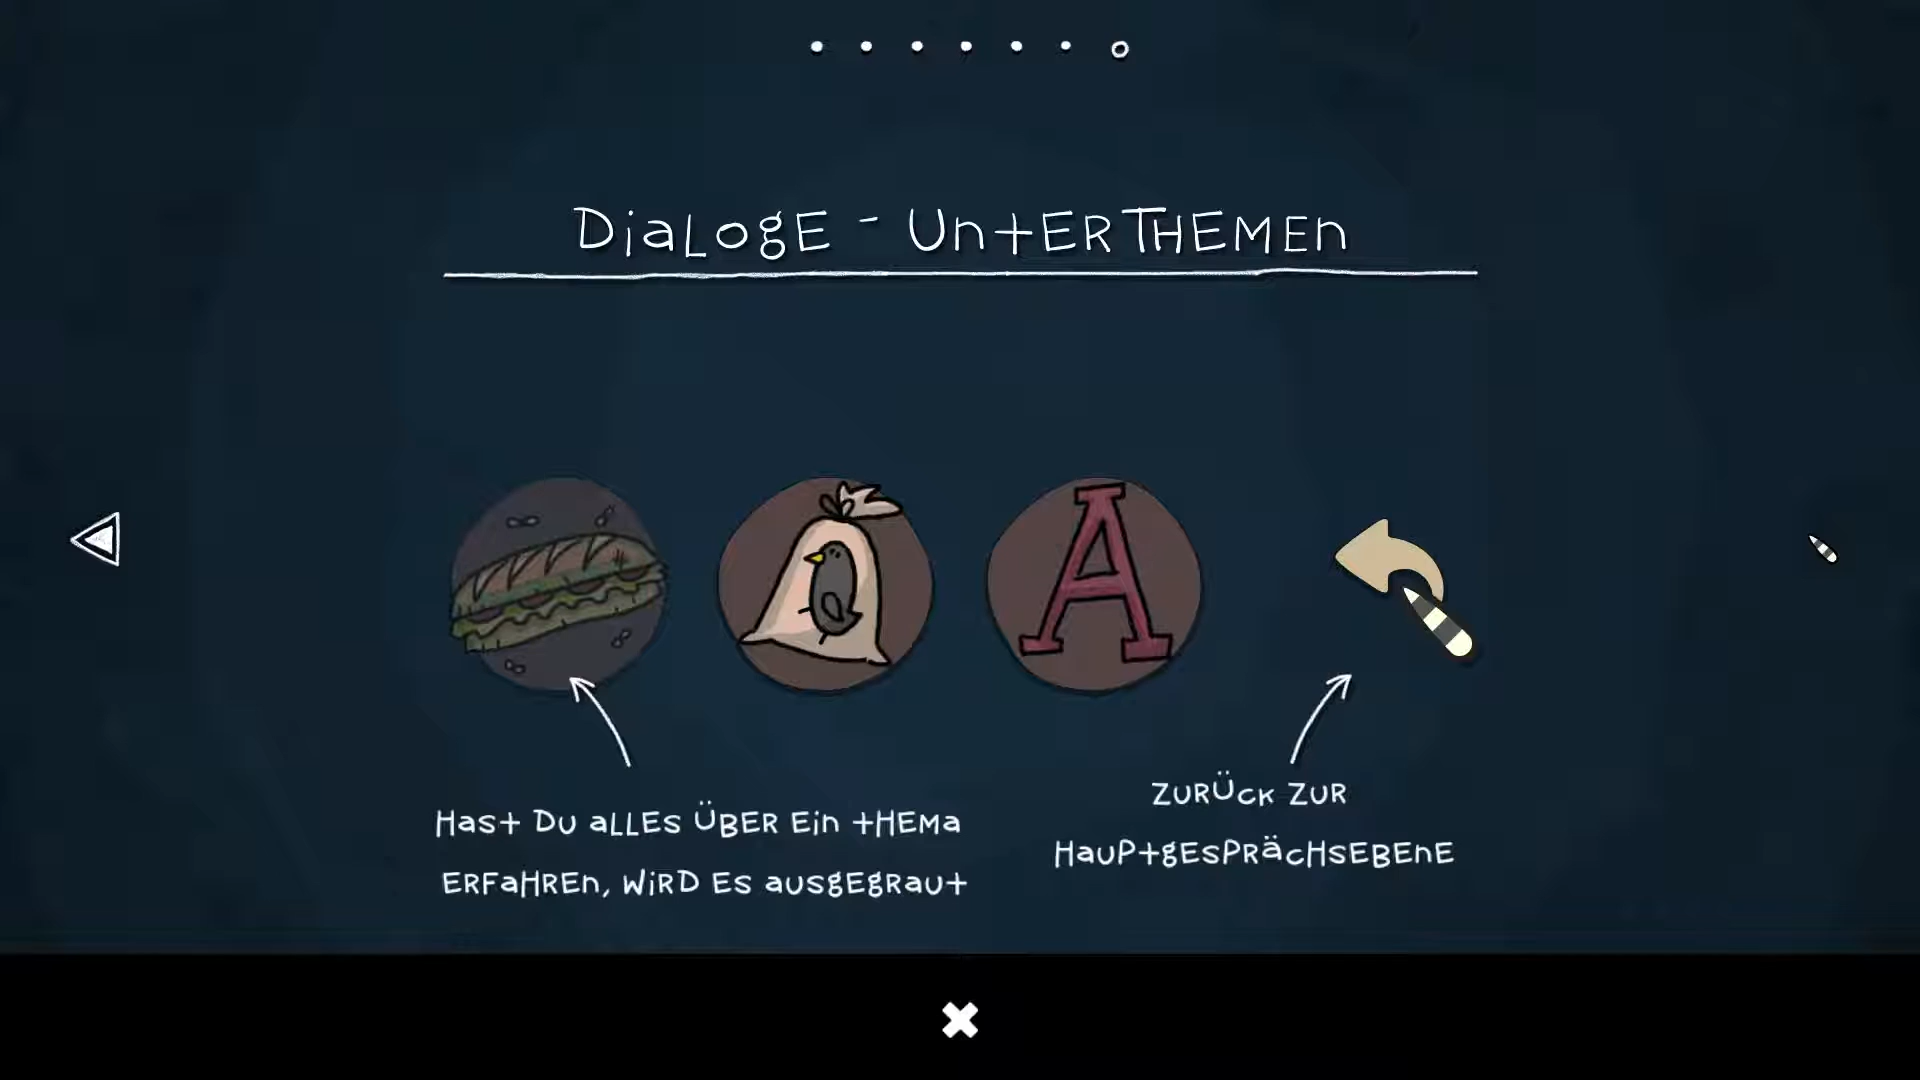 Dialoge - Unterthemen
A
Hast du alles über ein Thema
erfahren, wird es ausgegraut
Zurück zur
Hauptgesprächsebene